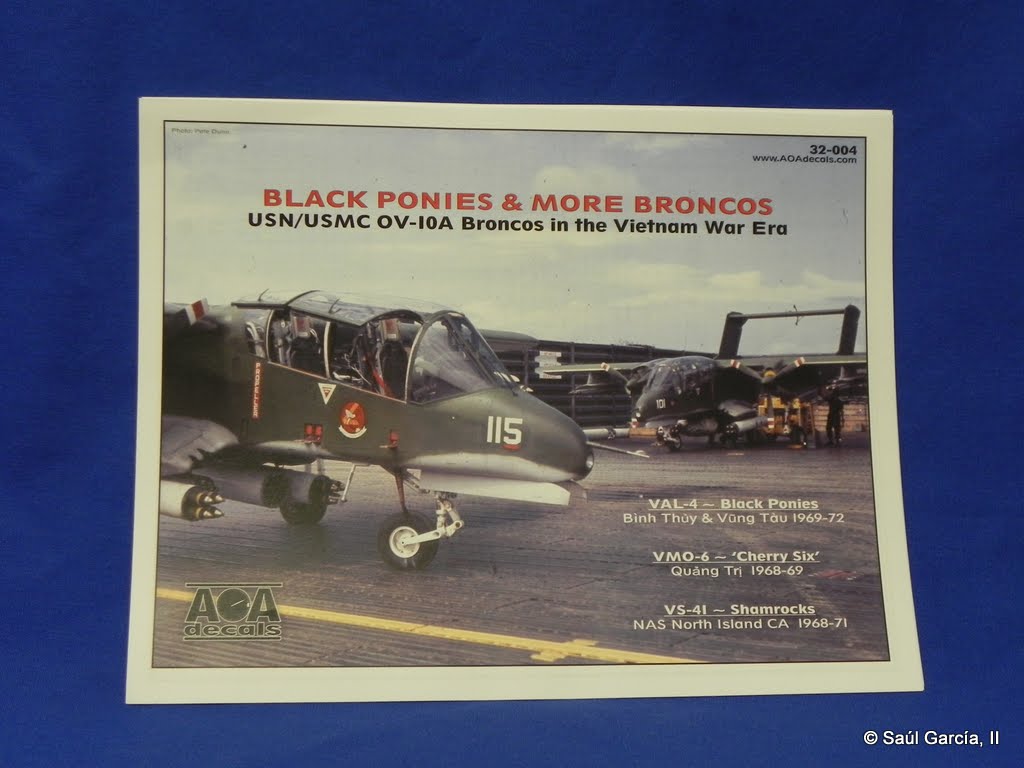 Photo: Pete Dunn
32-004
www.AOAdecals.com
BLACK PONIES & MORE BRONCOS
USN/USMC OV-10A Broncos in the Vietnam War Era
115
101
VAL-4 ~ Black Ponies
Bình Thủy & Vũng Tàu 1969-72
VMO-6 ~ 'Cherry Six'
Quảng Trị 1968-69
VS-41 ~ Shamrocks
NAS North Island CA 1968-71
AOA
decals
© Saúl García, II